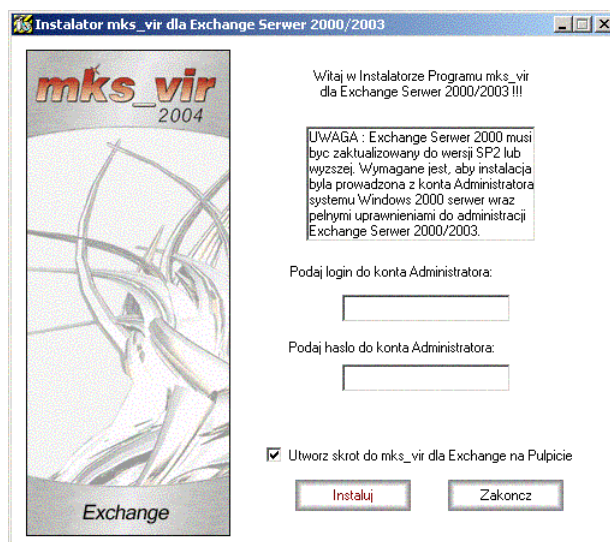 Instalator mks_vir dla Exchange Serwer 2000/2003
mks_vir
2004
Exchange
Witaj w Instalatorze Programu mks_vir
dla Exchange Serwer 2000/2003 !!!
UWAGA : Exchange Serwer 2000 musi
byc zaktualizowany do wersji SP2 lub
wyzszej. Wymagane jest, aby instalacja
byla prowadzona z konta Administratora
systemu Windows 2000 serwer wraz
pelnymi uprawnieniami do administracji
Exchange Serwer 2000/2003.
Podaj login do konta Administratora:
Podaj haslo do konta Administratora:
Utworz skrot do mks_vir dla Exchange na Pulpicie
Instaluj
Zakoncz